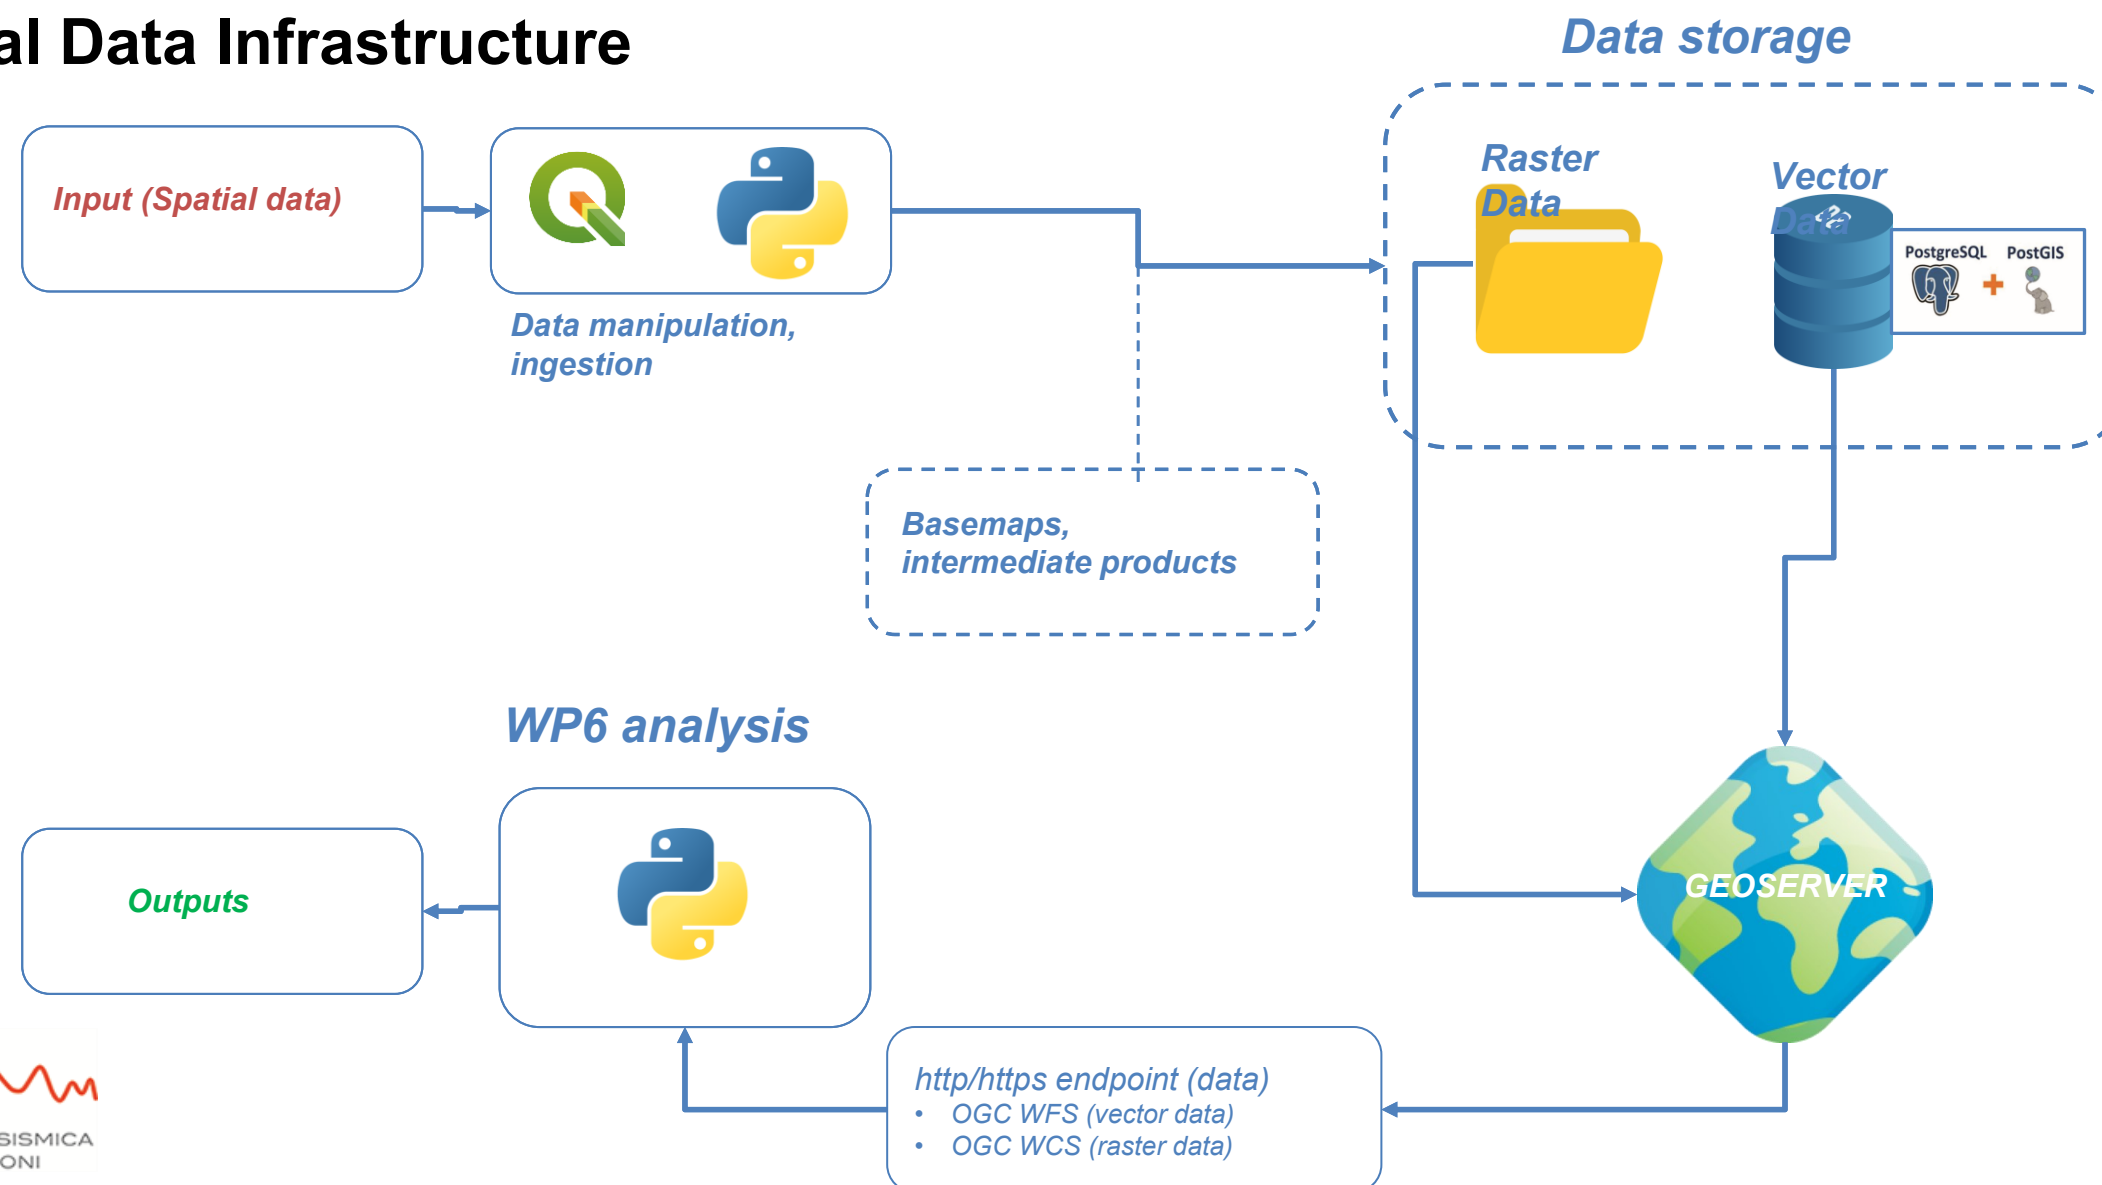 al Data Infrastructure
Data storage
Input (Spatial data)
Data manipulation,
ingestion
Raster
Data
Vector
Data
PostgreSQL PostGIS
+
Basemaps,
intermediate products
WP6 analysis
Outputs
GEOSERVER
http/https endpoint (data)
• OGC WFS (vector data)
• OGC WCS (raster data)
SISMICA
ONI